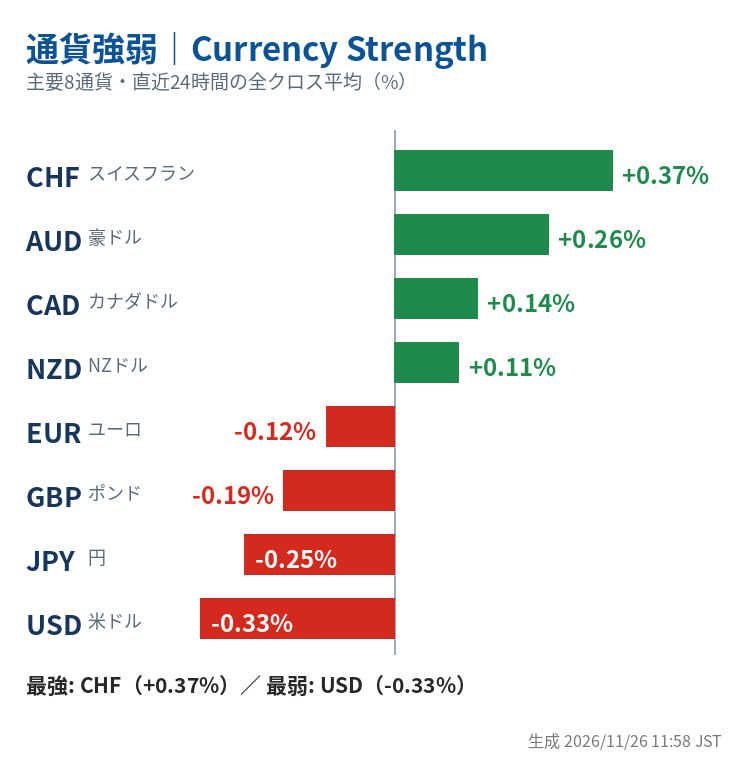 通貨強弱｜Currency Strength
主要8通貨・直近24時間の全クロス平均（%）
CHF スイスフラン +0.37%
AUD 豪ドル +0.26%
CAD カナダドル +0.14%
NZD NZドル +0.11%
EUR ユーロ -0.12%
GBP ポンド -0.19%
JPY 円 -0.25%
USD 米ドル -0.33%
最強: CHF（+0.37%）／ 最弱: USD（-0.33%）
生成 2026/11/26 11:58 JST